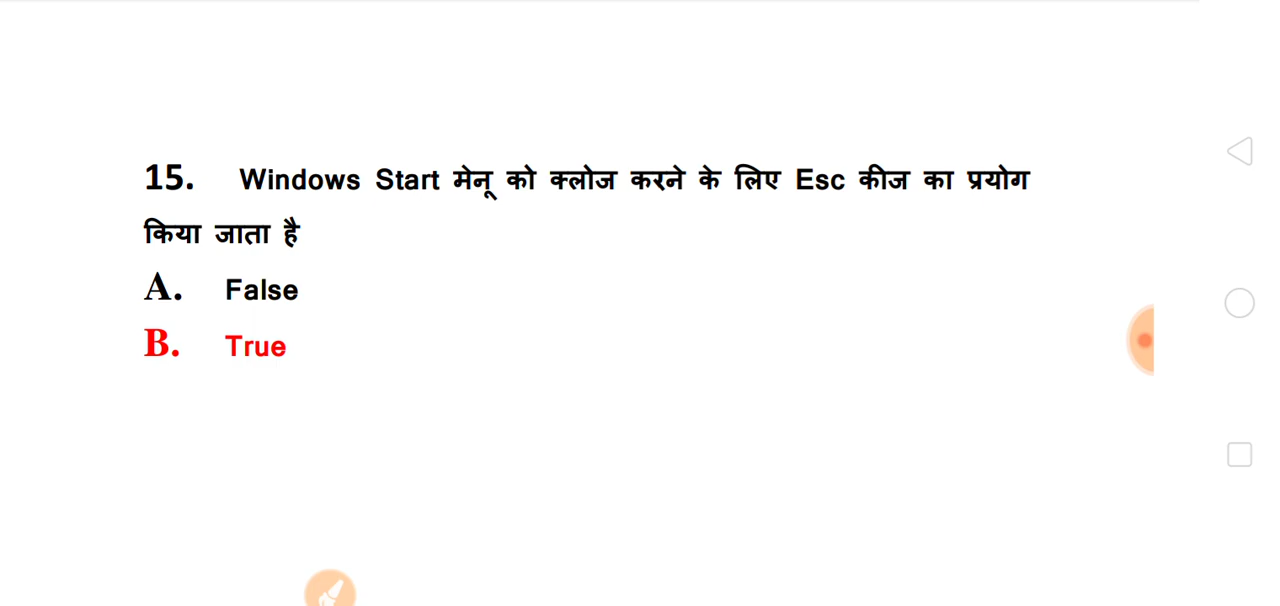 15. Windows Start मेनू को क्लोज करने के लिए Esc कीज का प्रयोग
किया जाता है
A. False
B. True